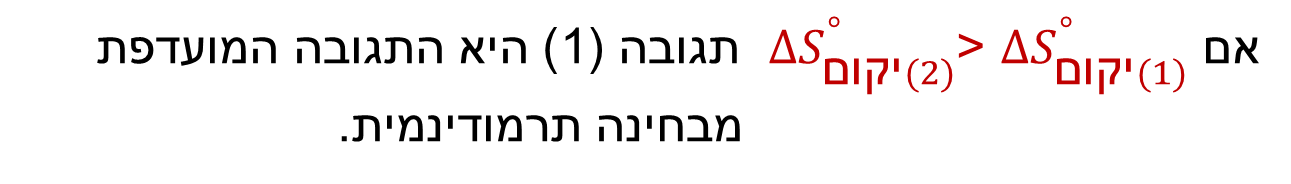 אם ΔS°יקום(1) > ΔS°יקום(2) תגובה (1) היא התגובה המועדפת
מבחינה תרמודינמית.